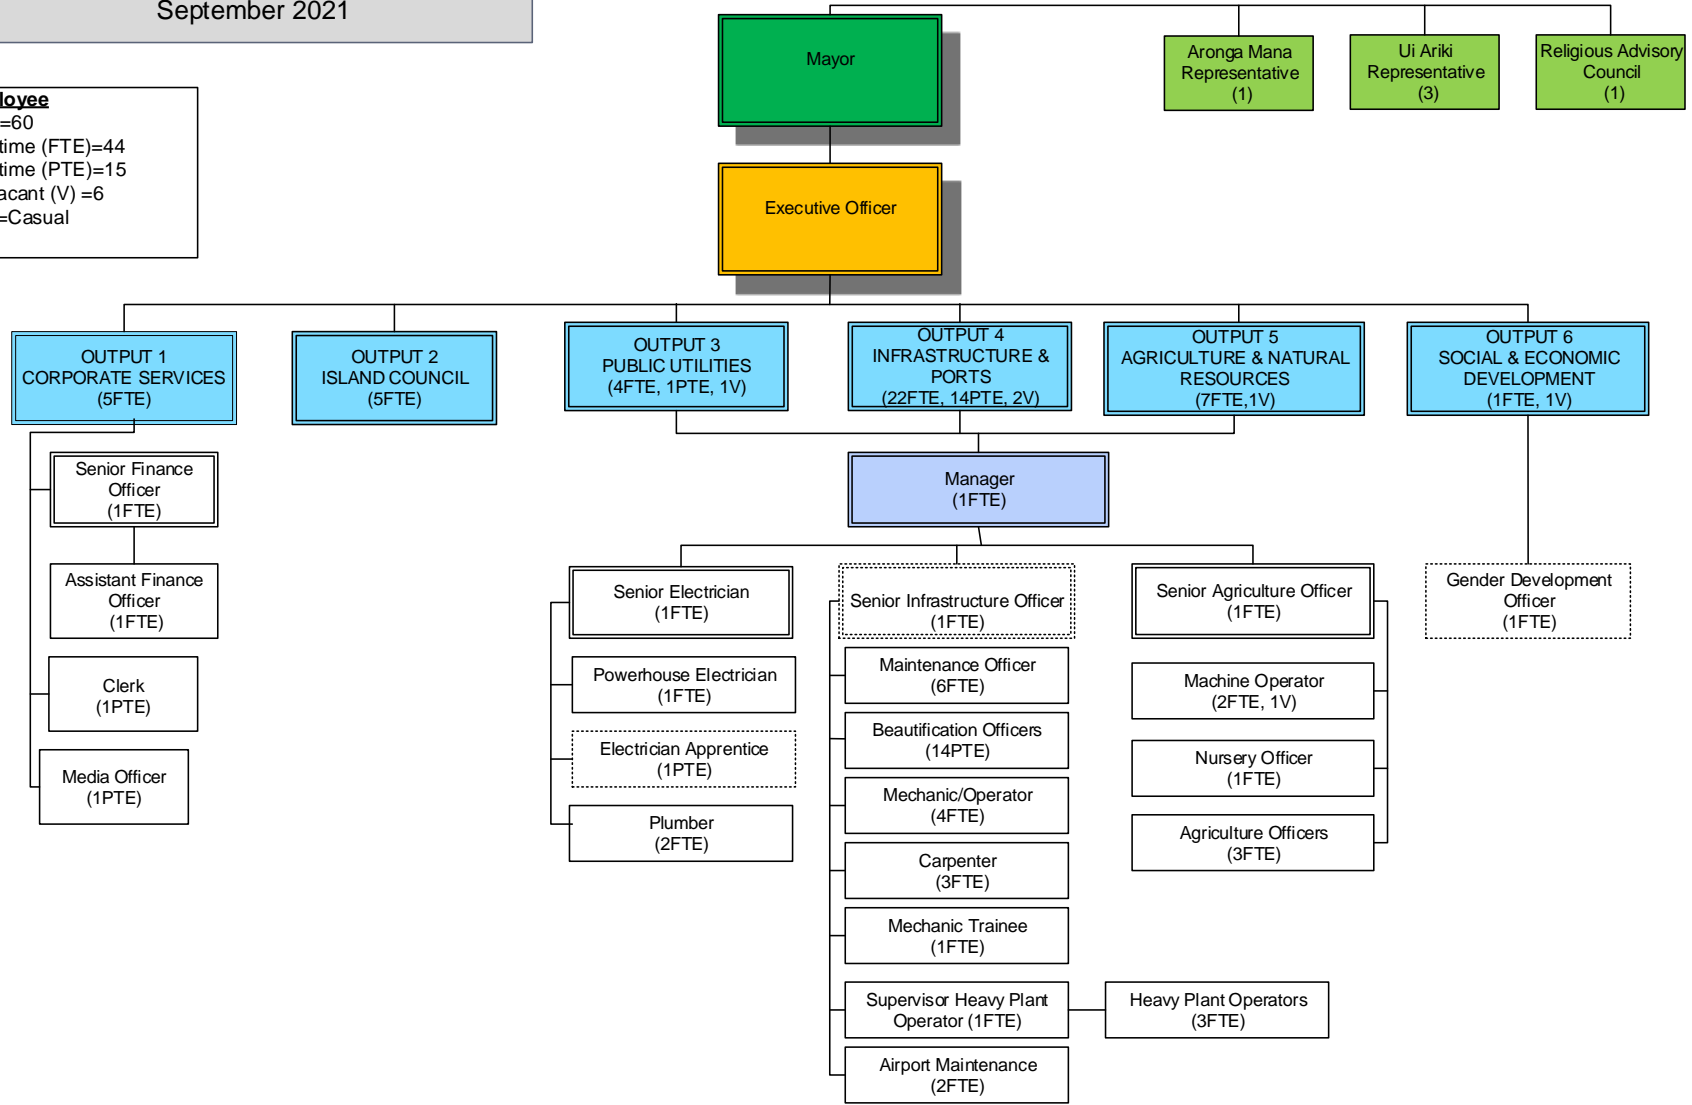 September 2021
Mayor
Aronga Mana
Representative
(1)
Ui Ariki
Representative
(3)
Religious Advisory
Council
(1)
loyee
=60
time (FTE)=44
time (PTE)=15
acant (V) =6
=Casual
Executive Officer
OUTPUT 1
CORPORATE SERVICES
(5FTE)
OUTPUT 2
ISLAND COUNCIL
(5FTE)
OUTPUT 3
PUBLIC UTILITIES
(4FTE, 1PTE, 1V)
OUTPUT 4
INFRASTRUCTURE &
PORTS
(22FTE, 14PTE, 2V)
OUTPUT 5
AGRICULTURE & NATURAL
RESOURCES
(7FTE,1V)
OUTPUT 6
SOCIAL & ECONOMIC
DEVELOPMENT
(1FTE, 1V)
Senior Finance
Officer
(1FTE)
Assistant Finance
Officer
(1FTE)
Clerk
(1PTE)
Media Officer
(1PTE)
Manager
(1FTE)
Senior Electrician
(1FTE)
Powerhouse Electrician
(1FTE)
Electrician Apprentice
(1PTE)
Plumber
(2FTE)
Senior Infrastructure Officer
(1FTE)
Maintenance Officer
(6FTE)
Beautification Officers
(14PTE)
Mechanic/Operator
(4FTE)
Carpenter
(3FTE)
Mechanic Trainee
(1FTE)
Supervisor Heavy Plant
Operator (1FTE)
Heavy Plant Operators
(3FTE)
Airport Maintenance
(2FTE)
Senior Agriculture Officer
(1FTE)
Machine Operator
(2FTE, 1V)
Nursery Officer
(1FTE)
Agriculture Officers
(3FTE)
Gender Development
Officer
(1FTE)